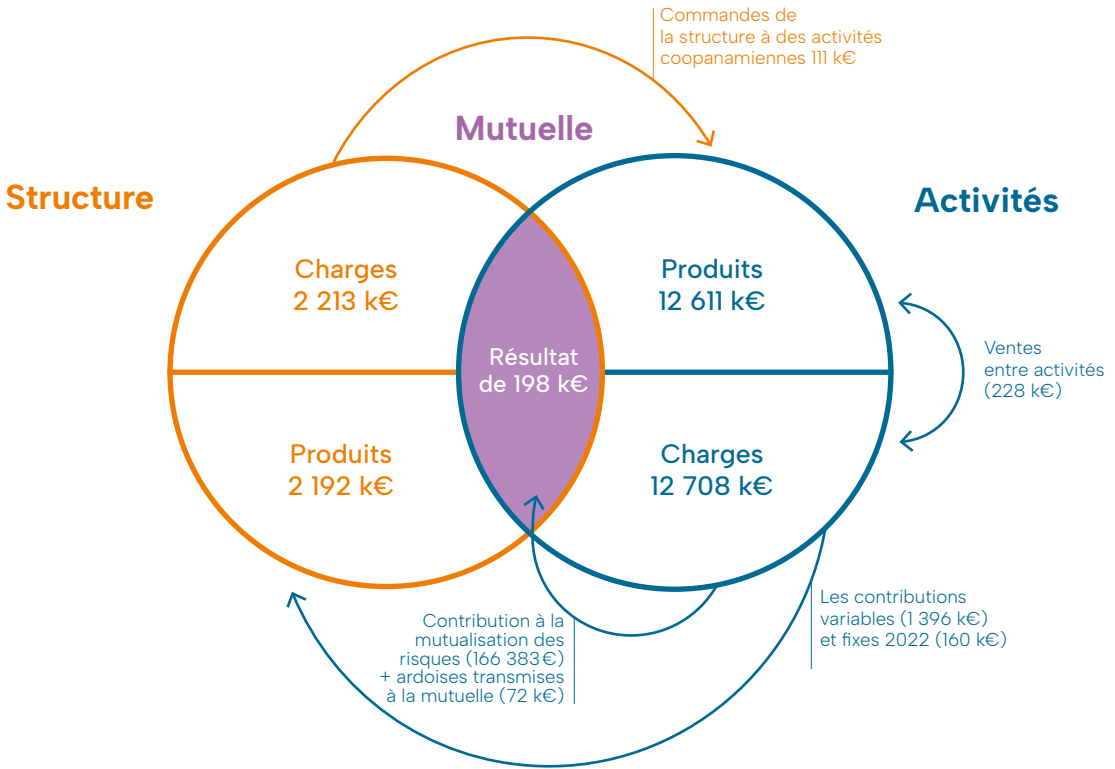 Commandes de
la structure à des activités
coopanamiennes 111 k€
Mutuelle
Structure
Activités
Charges
2 213 k€
Produits
12 611 k€
Résultat
de 198 k€
Ventes
entre activités
(228 k€)
Produits
2 192 k€
Charges
12 708 k€
Contribution à la
mutualisation des
risques (166 383€)
+ ardoises transmises
à la mutuelle (72 k€)
Les contributions
variables (1 396 k€)
et fixes 2022 (160 k€)